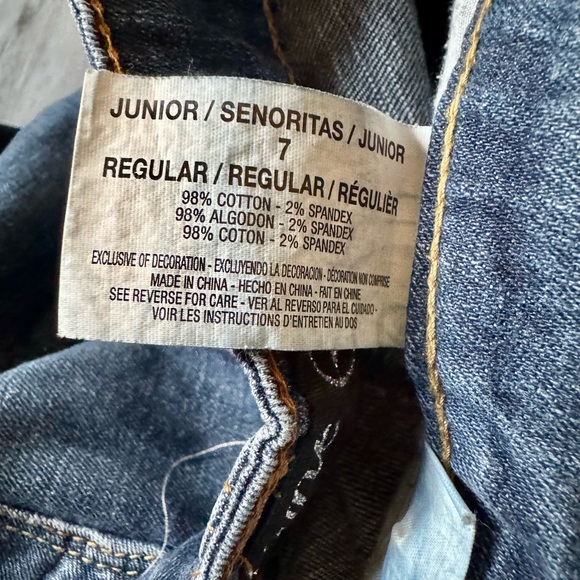 JUNIOR / SENORITAS / JUNIOR
7
REGULAR / REGULAR / RÉGULIÈR
98% COTTON - 2% SPANDEX
98% ALGODON - 2% SPANDEX
98% COTON - 2% SPANDEX
EXCLUSIVE OF DECORATION - EXCLUYENDO LA DECORACION - DÉCORATION NON COMPRISE
MADE IN CHINA - HECHO EN CHINA - FAIT EN CHINE
SEE REVERSE FOR CARE - VER AL REVERSO PARA EL CUIDADO -
VOIR LES INSTRUCTIONS D'ENTRETIEN AU DOS